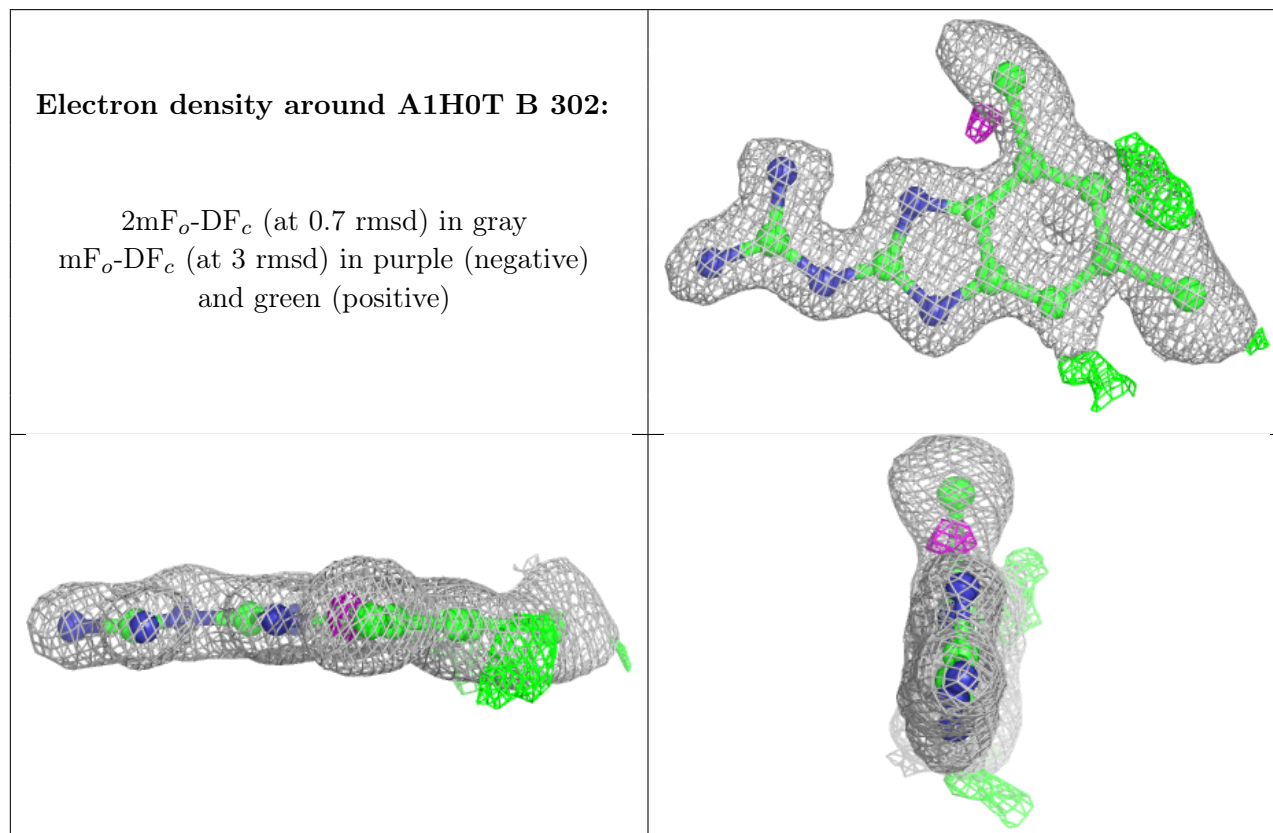 Electron density around A1H0T B 302:
2mFo-DFc (at 0.7 rmsd) in gray
mFo-DFc (at 3 rmsd) in purple (negative)
and green (positive)